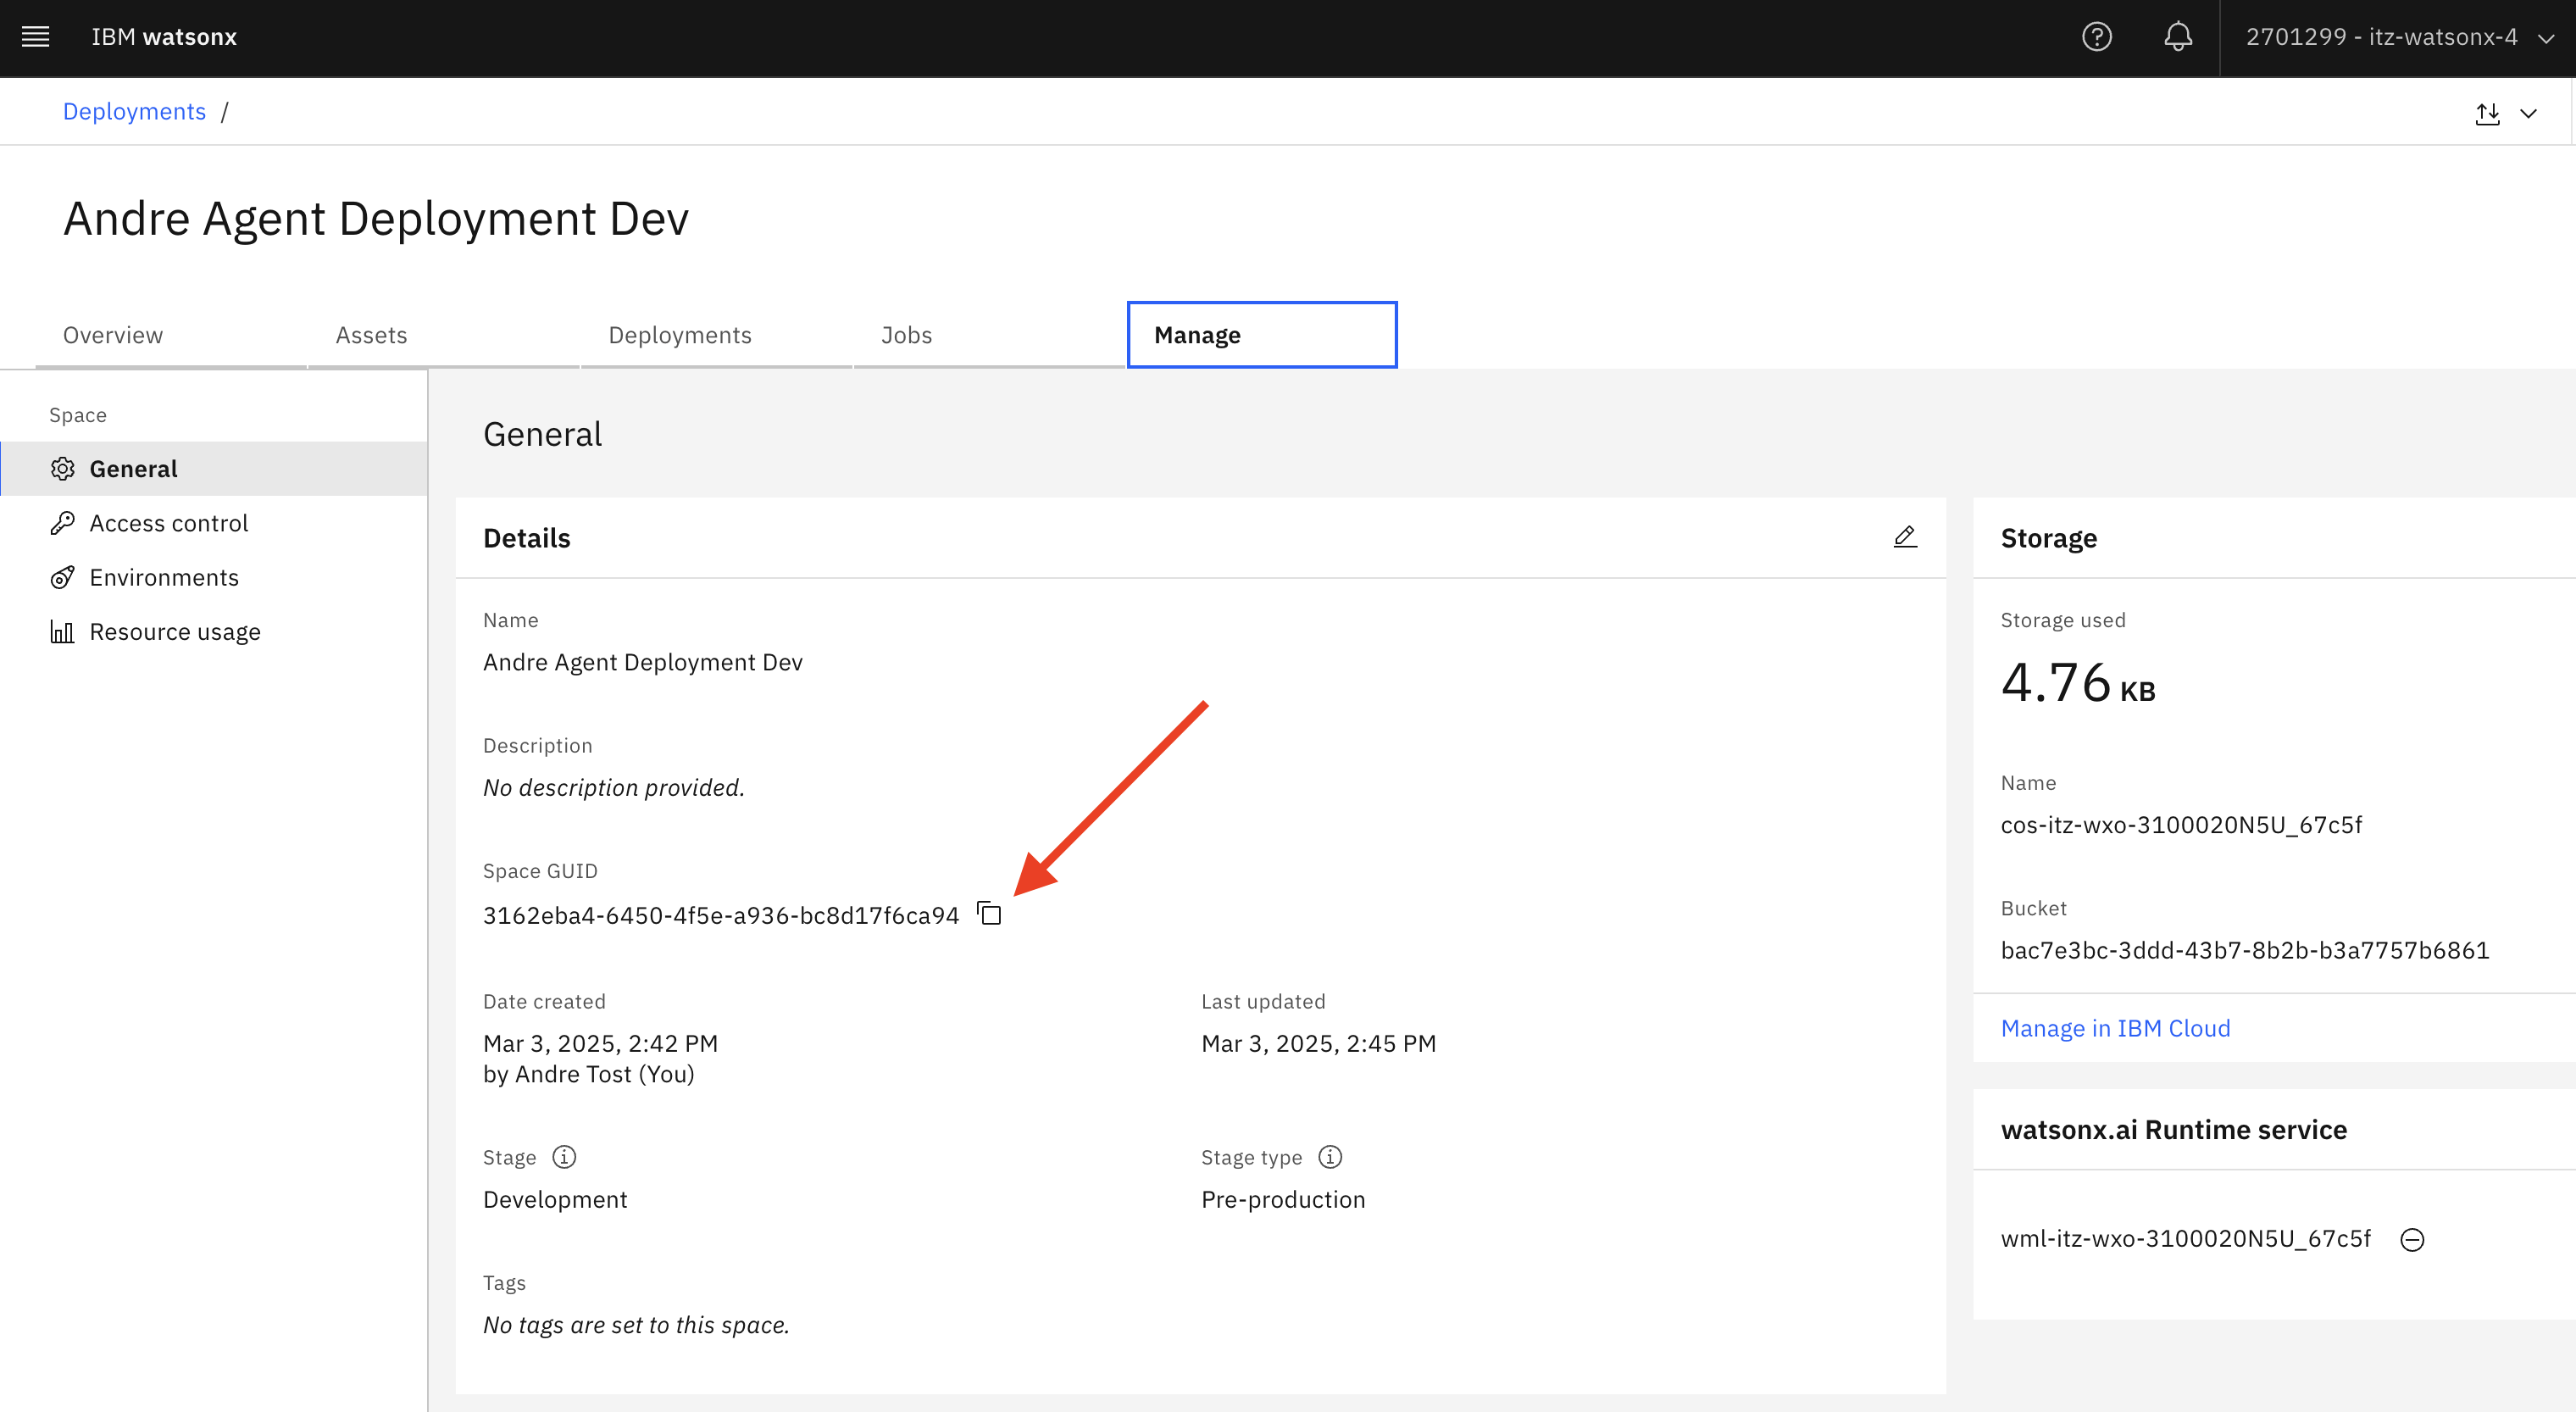 IBM watsonx
2701299 - itz-watsonx-4
Deployments /
Andre Agent Deployment Dev
Overview
Assets
Deployments
Jobs
Manage
Space
General
Access control
Environments
Resource usage
General
Details
Name
Andre Agent Deployment Dev
Description
No description provided.
Space GUID
3162eba4-6450-4f5e-a936-bc8d17f6ca94
Date created
Mar 3, 2025, 2:42 PM
by Andre Tost (You)
Last updated
Mar 3, 2025, 2:45 PM
Stage
Development
Stage type
Pre-production
Tags
No tags are set to this space.
Storage
Storage used
4.76 KB
Name
cos-itz-wxo-3100020N5U_67c5f
Bucket
bac7e3bc-3ddd-43b7-8b2b-b3a7757b6861
Manage in IBM Cloud
watsonx.ai Runtime service
wml-itz-wxo-3100020N5U_67c5f